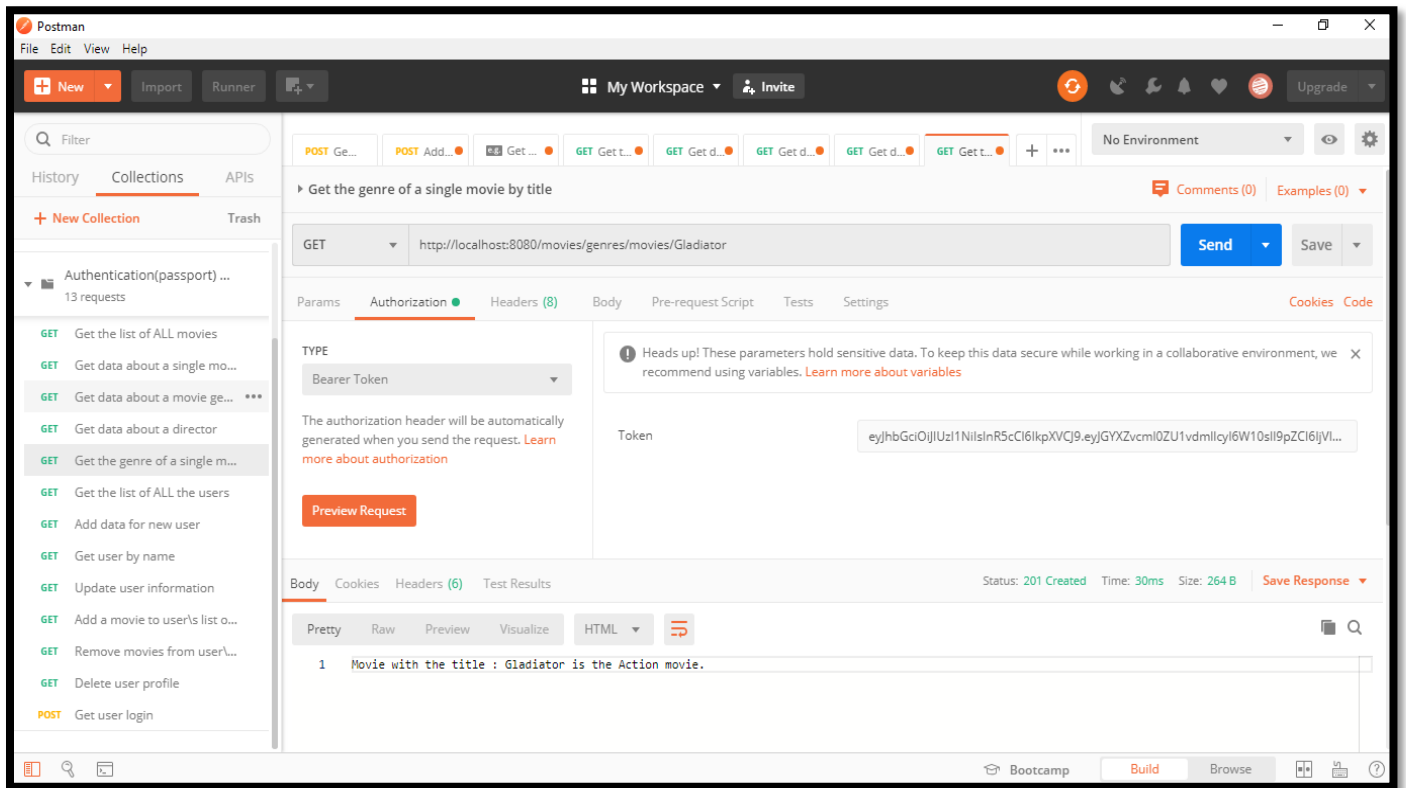 Postman
File Edit View Help
New Import Runner My Workspace Invite Upgrade
Filter
History Collections APIs
+ New Collection Trash
Authentication(passport) ...
13 requests
GET Get the list of ALL movies
GET Get data about a single mo...
GET Get data about a movie ge... •••
GET Get data about a director
GET Get the genre of a single m...
GET Get the list of ALL the users
GET Add data for new user
GET Get user by name
GET Update user information
GET Add a movie to user\s list o...
GET Remove movies from user\...
GET Delete user profile
POST Get user login
POST Ge... POST Add... e.g. Get ... GET Get t... GET Get d... GET Get d... GET Get d... GET Get t... + •••
No Environment
Get the genre of a single movie by title
Comments (0) Examples (0)
GET http://localhost:8080/movies/genres/movies/Gladiator Send Save
Params Authorization Headers (8) Body Pre-request Script Tests Settings Cookies Code
TYPE
Bearer Token
The authorization header will be automatically
generated when you send the request. Learn
more about authorization
Preview Request
Heads up! These parameters hold sensitive data. To keep this data secure while working in a collaborative environment, we
recommend using variables. Learn more about variables
Token
Body Cookies Headers (6) Test Results Status: 201 Created Time: 30ms Size: 264 B Save Response
Pretty Raw Preview Visualize HTML
1 Movie with the title : Gladiator is the Action movie.
Bootcamp Build Browse